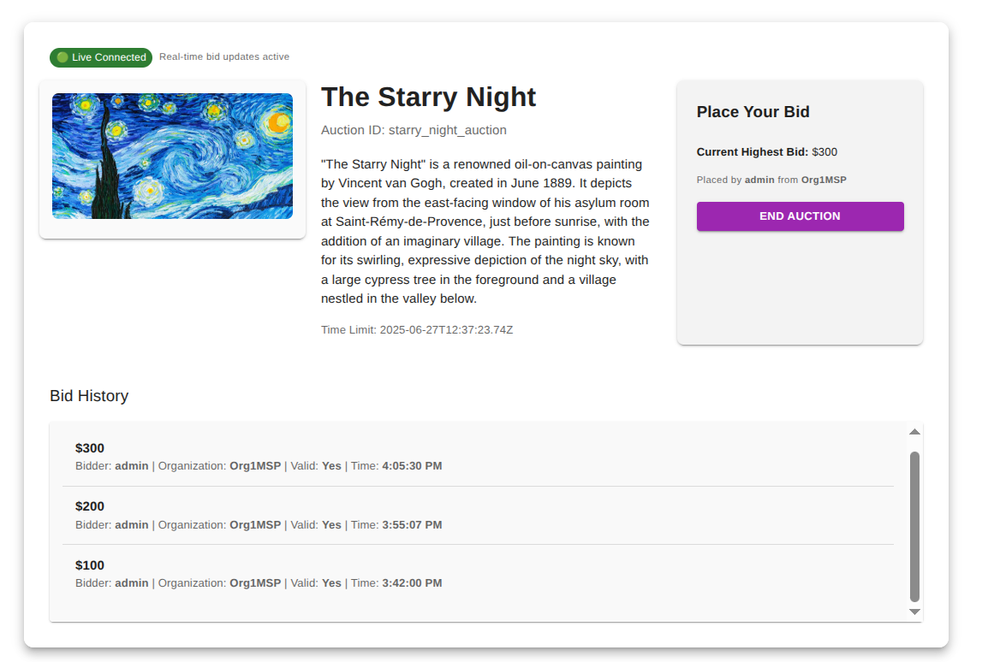 Live Connected Real-time bid updates active
The Starry Night
Auction ID: starry_night_auction
"The Starry Night" is a renowned oil-on-canvas painting
by Vincent van Gogh, created in June 1889. It depicts
the view from the east-facing window of his asylum room
at Saint-Rémy-de-Provence, just before sunrise, with the
addition of an imaginary village. The painting is known
for its swirling, expressive depiction of the night sky, with
a large cypress tree in the foreground and a village
nestled in the valley below.
Time Limit: 2025-06-27T12:37:23.74Z
Place Your Bid
Current Highest Bid: $300
Placed by admin from Org1MSP
END AUCTION
Bid History
$300
Bidder: admin | Organization: Org1MSP | Valid: Yes | Time: 4:05:30 PM
$200
Bidder: admin | Organization: Org1MSP | Valid: Yes | Time: 3:55:07 PM
$100
Bidder: admin | Organization: Org1MSP | Valid: Yes | Time: 3:42:00 PM